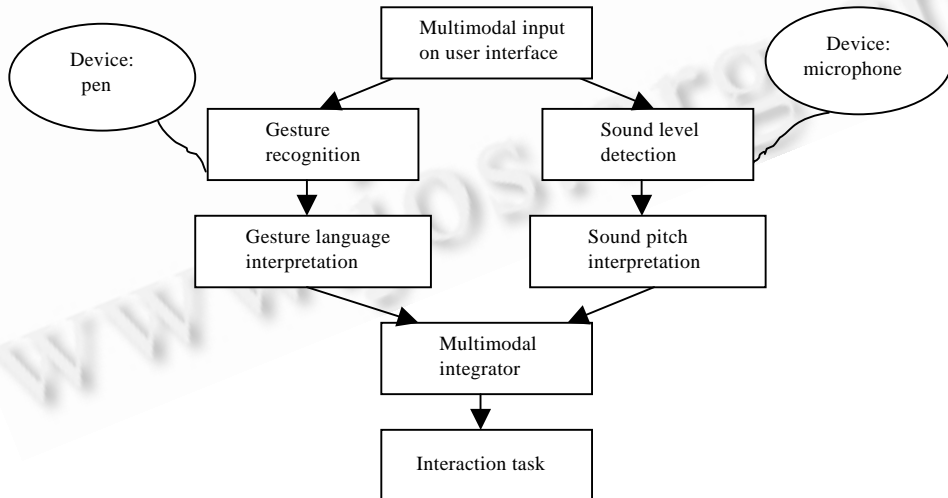 Multimodal input
on user interface
Device:
pen
Device:
microphone
Gesture
recognition
Sound level
detection
Gesture language
interpretation
Sound pitch
interpretation
Multimodal
integrator
Interaction task